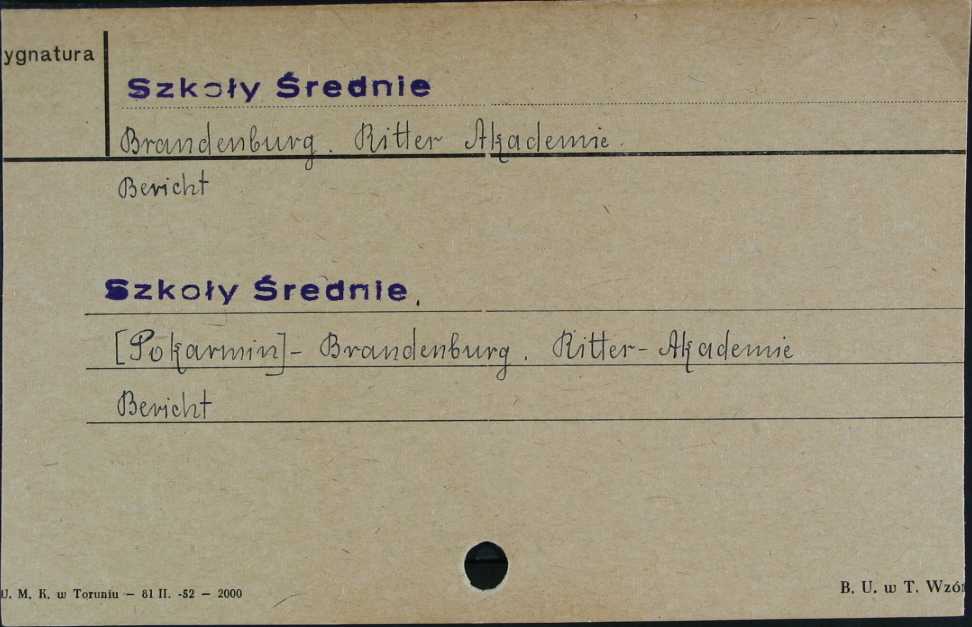 ygnatura
Szkoły Średnie
Brandenburg. Ritter Akademie.
Bericht
Szkoły Średnie.
[Pokarmin]- Brandenburg. Ritter-Akademie
Bericht
U. M. K. w Toruniu — 81 II. -52 — 2000
B. U. w T. Wzór